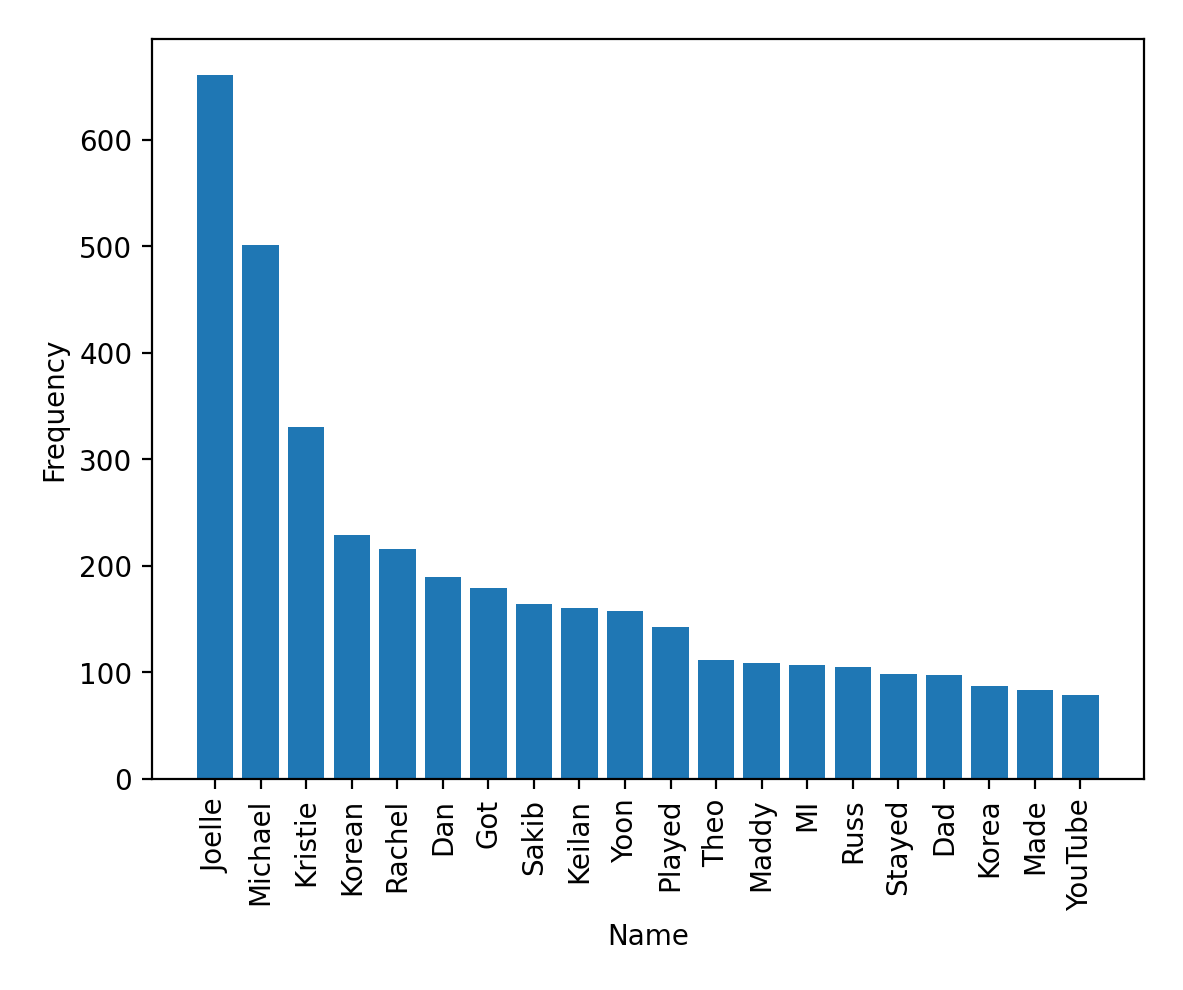 600
500
400
300
200
100
0
Frequency
Joelle
Michael
Kristie
Korean
Rachel
Dan
Got
Sakib
Keilan
Yoon
Played
Theo
Maddy
MI
Russ
Stayed
Dad
Korea
Made
YouTube
Name